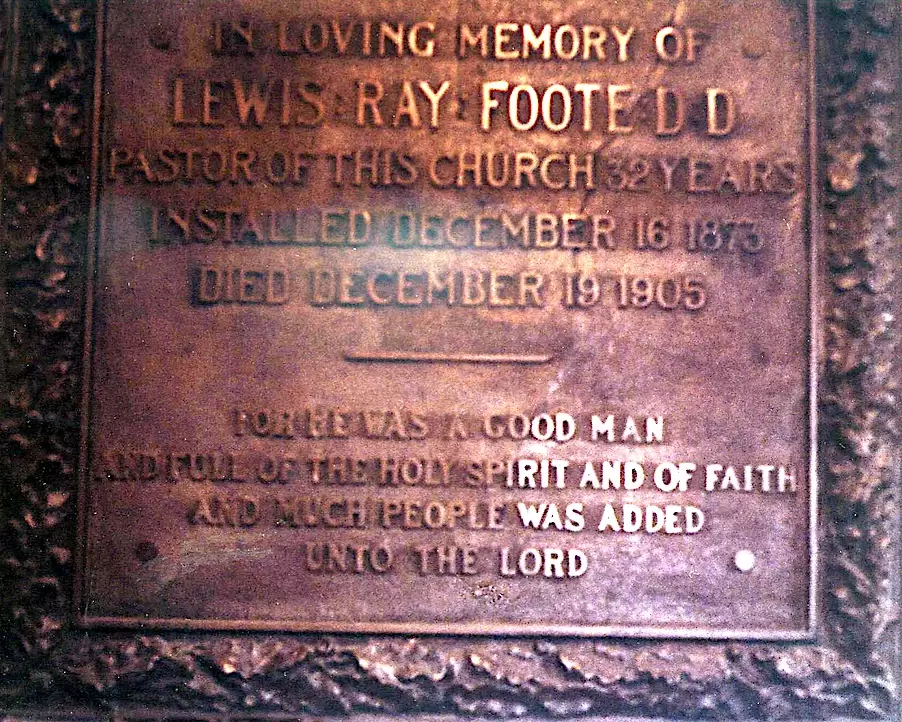 IN LOVING MEMORY OF
LEWIS RAY FOOTE D D
PASTOR OF THIS CHURCH 32 YEARS
INSTALLED DECEMBER 16 1873
DIED DECEMBER 19 1905
FOR HE WAS A GOOD MAN
AND FULL OF THE HOLY SPIRIT AND OF FAITH
AND MUCH PEOPLE WAS ADDED
UNTO THE LORD